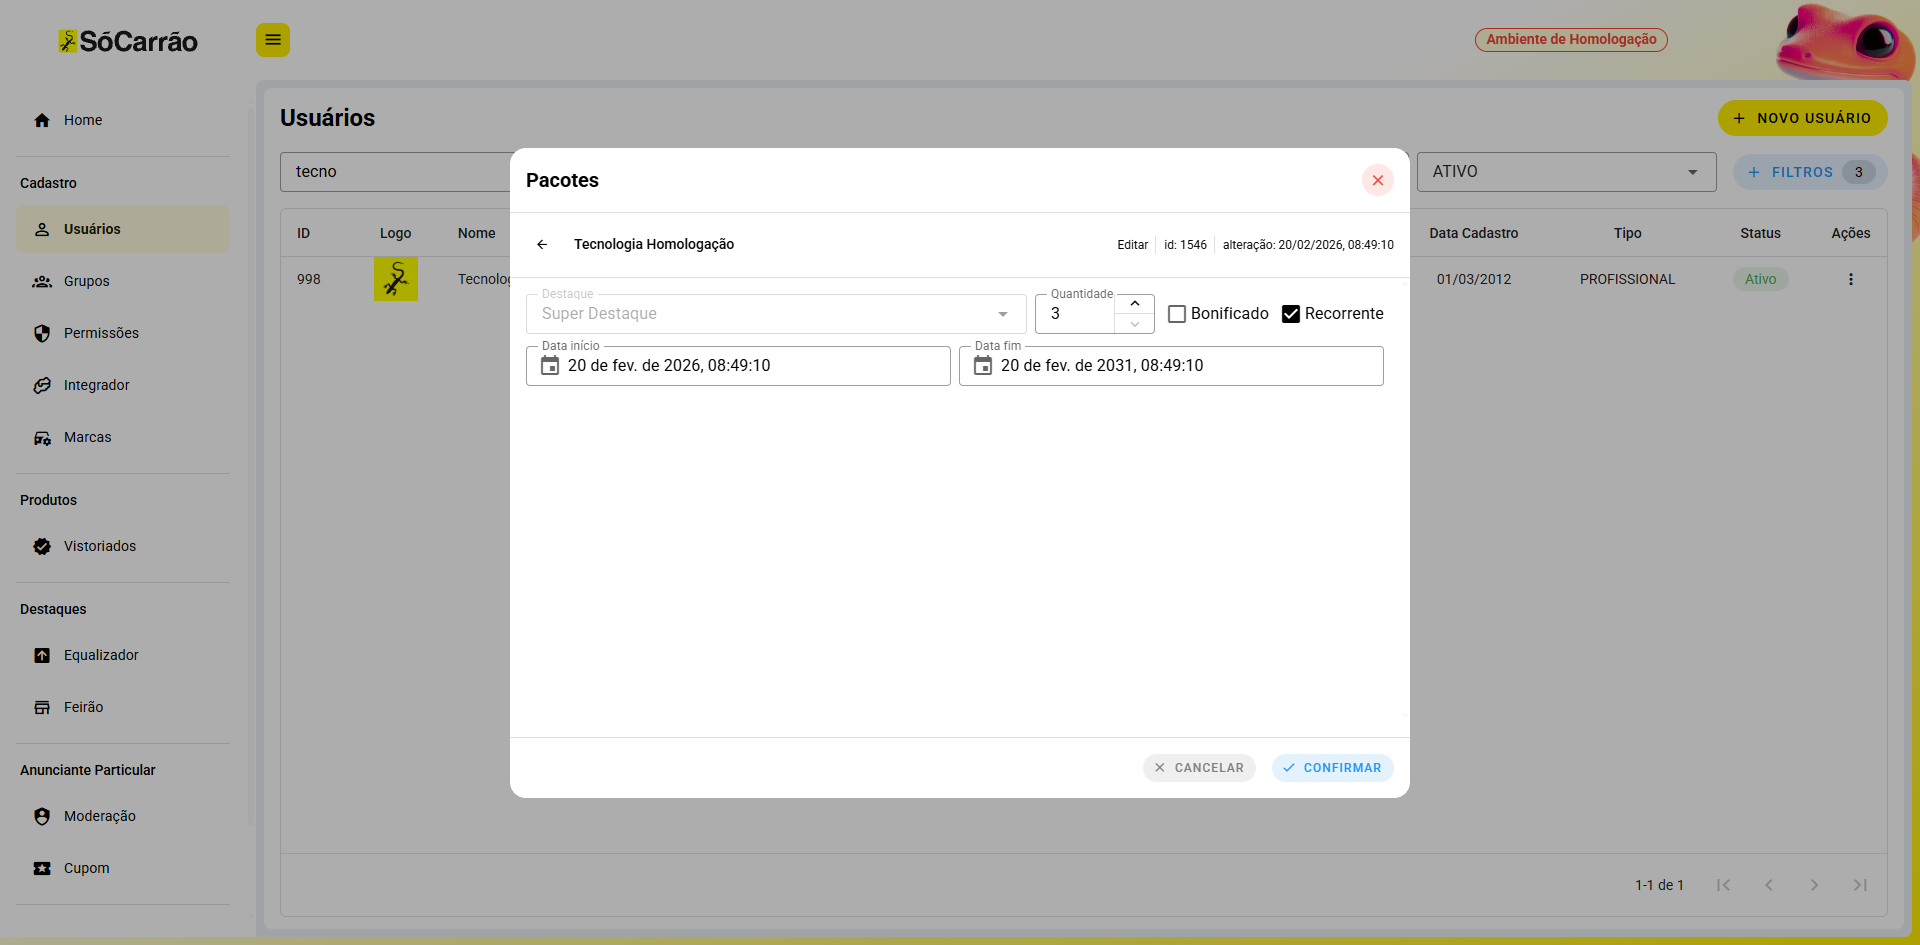 SóCarrão
Ambiente de Homologação
Home
Cadastro
Usuários
Grupos
Permissões
Integrador
Marcas
Produtos
Vistoriados
Destaques
Equalizador
Feirão
Anunciante Particular
Moderação
Cupom
Usuários
NOVO USUÁRIO
tecno
ATIVO
FILTROS 3
ID Logo Nome Data Cadastro Tipo Status Ações
998 01/03/2012 PROFISSIONAL Ativo
Pacotes
Tecnologia Homologação
Editar id: 1546 alteração: 20/02/2026, 08:49:10
Destaque
Super Destaque
Quantidade
3
Bonificado
Recorrente
Data início
20 de fev. de 2026, 08:49:10
Data fim
20 de fev. de 2031, 08:49:10
CANCELAR
CONFIRMAR
1-1 de 1